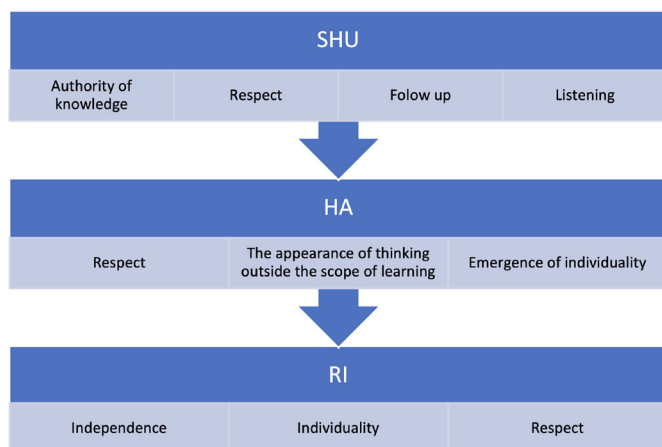 SHU
Authority of
knowledge
Respect
Folow up
Listening
HA
Respect
The appearance of thinking
outside the scope of learning
Emergence of individuality
RI
Independence
Individuality
Respect